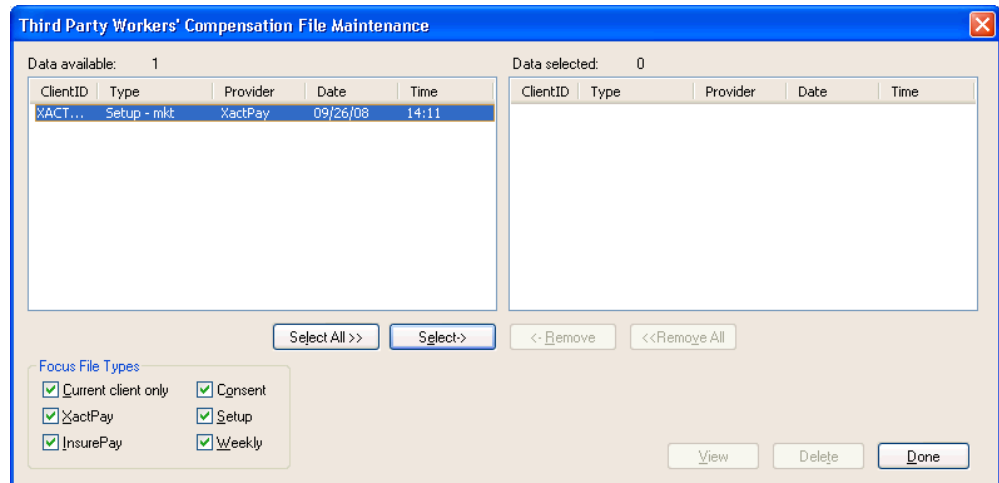 Third Party Workers' Compensation File Maintenance
Data available: 1
Data selected: 0
ClientID Type Provider Date Time
ClientID Type Provider Date Time
XACT... Setup - mkt XactPay 09/26/08 14:11
Select All >> Select-> <- Remove <<Remove All
Focus File Types
Current client only Consent
XactPay Setup
InsurePay Weekly
View Delete Done